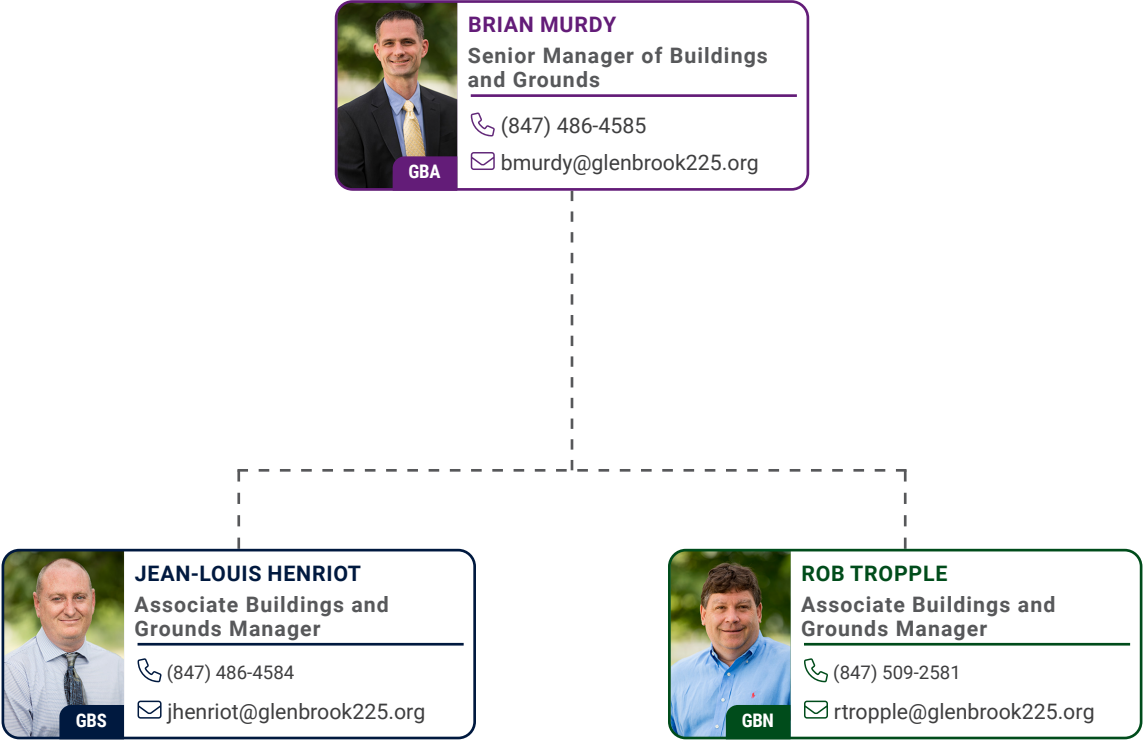 BRIAN MURDY
Senior Manager of Buildings
and Grounds
(847) 486-4585
bmurdy@glenbrook225.org
GBA
JEAN-LOUIS HENRIOT
Associate Buildings and
Grounds Manager
(847) 486-4584
jhenriot@glenbrook225.org
GBS
ROB TROPPLE
Associate Buildings and
Grounds Manager
(847) 509-2581
rtropple@glenbrook225.org
GBN